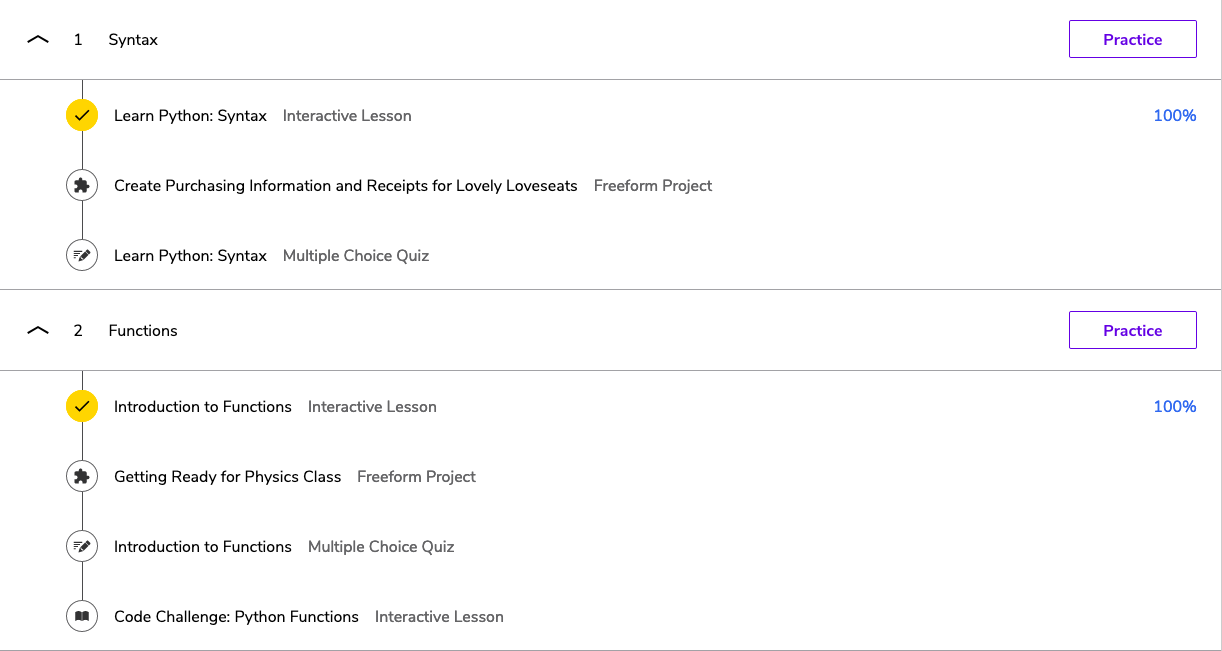 1 Syntax Practice
Learn Python: Syntax Interactive Lesson 100%
Create Purchasing Information and Receipts for Lovely Loveseats Freeform Project
Learn Python: Syntax Multiple Choice Quiz
2 Functions Practice
Introduction to Functions Interactive Lesson 100%
Getting Ready for Physics Class Freeform Project
Introduction to Functions Multiple Choice Quiz
Code Challenge: Python Functions Interactive Lesson